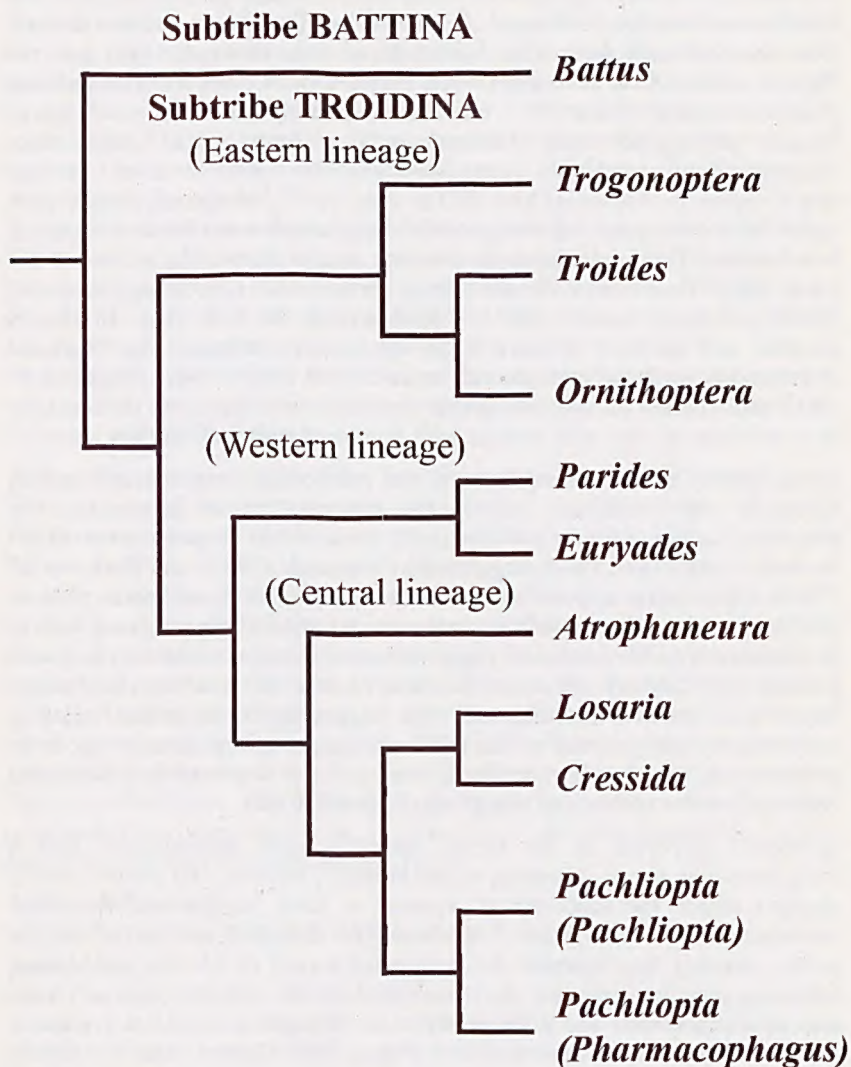 Subtribe BATTINA
Battus
Subtribe TROIDINA
(Eastern lineage)
Trogonoptera
Troides
Ornithoptera
(Western lineage)
Parides
Euryades
(Central lineage)
Atrophaneura
Losaria
Cressida
Pachliopta
(Pachliopta)
Pachliopta
(Pharmacophagus)